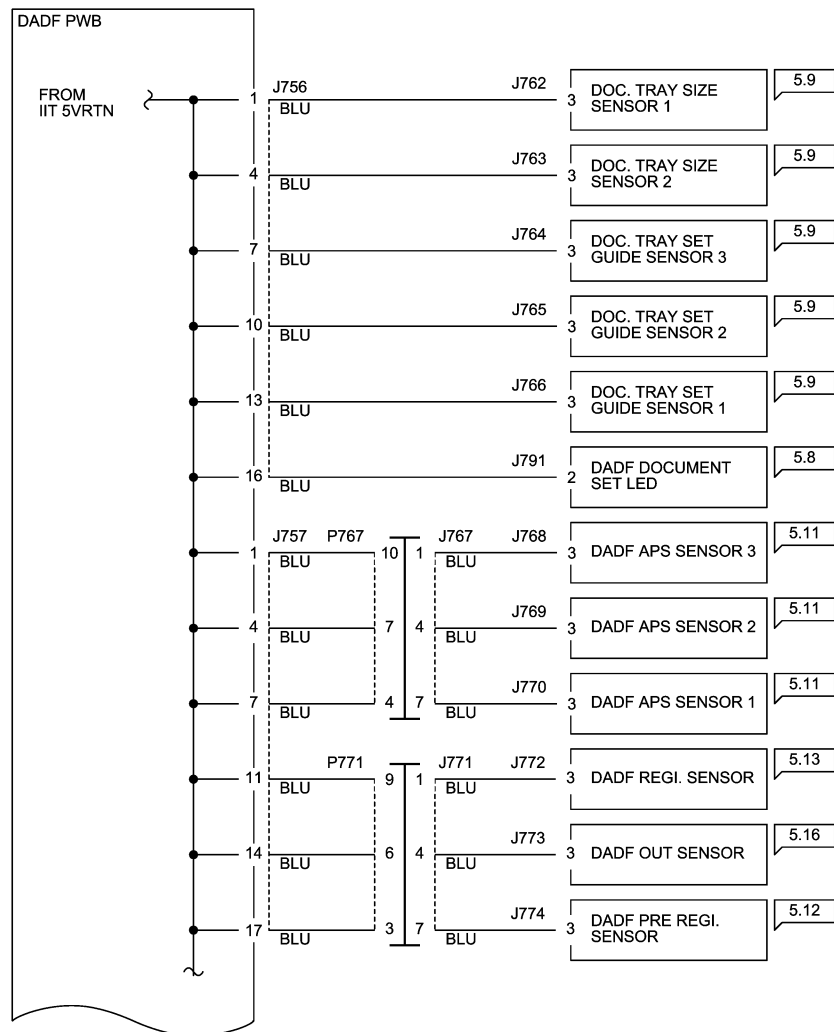 DADF PWB
FROM
IIT 5VRTN
1 J756 BLU J762 3 DOC. TRAY SIZE SENSOR 1 5.9
4 BLU J763 3 DOC. TRAY SIZE SENSOR 2 5.9
7 BLU J764 3 DOC. TRAY SET GUIDE SENSOR 3 5.9
10 BLU J765 3 DOC. TRAY SET GUIDE SENSOR 2 5.9
13 BLU J766 3 DOC. TRAY SET GUIDE SENSOR 1 5.9
16 BLU J791 2 DADF DOCUMENT SET LED 5.8
1 J757 BLU P767 10 1 J767 BLU J768 3 DADF APS SENSOR 3 5.11
4 BLU 7 4 BLU J769 3 DADF APS SENSOR 2 5.11
7 BLU 4 7 BLU J770 3 DADF APS SENSOR 1 5.11
11 BLU P771 9 1 J771 BLU J772 3 DADF REGI. SENSOR 5.13
14 BLU 6 4 BLU J773 3 DADF OUT SENSOR 5.16
17 BLU 3 7 BLU J774 3 DADF PRE REGI. SENSOR 5.12